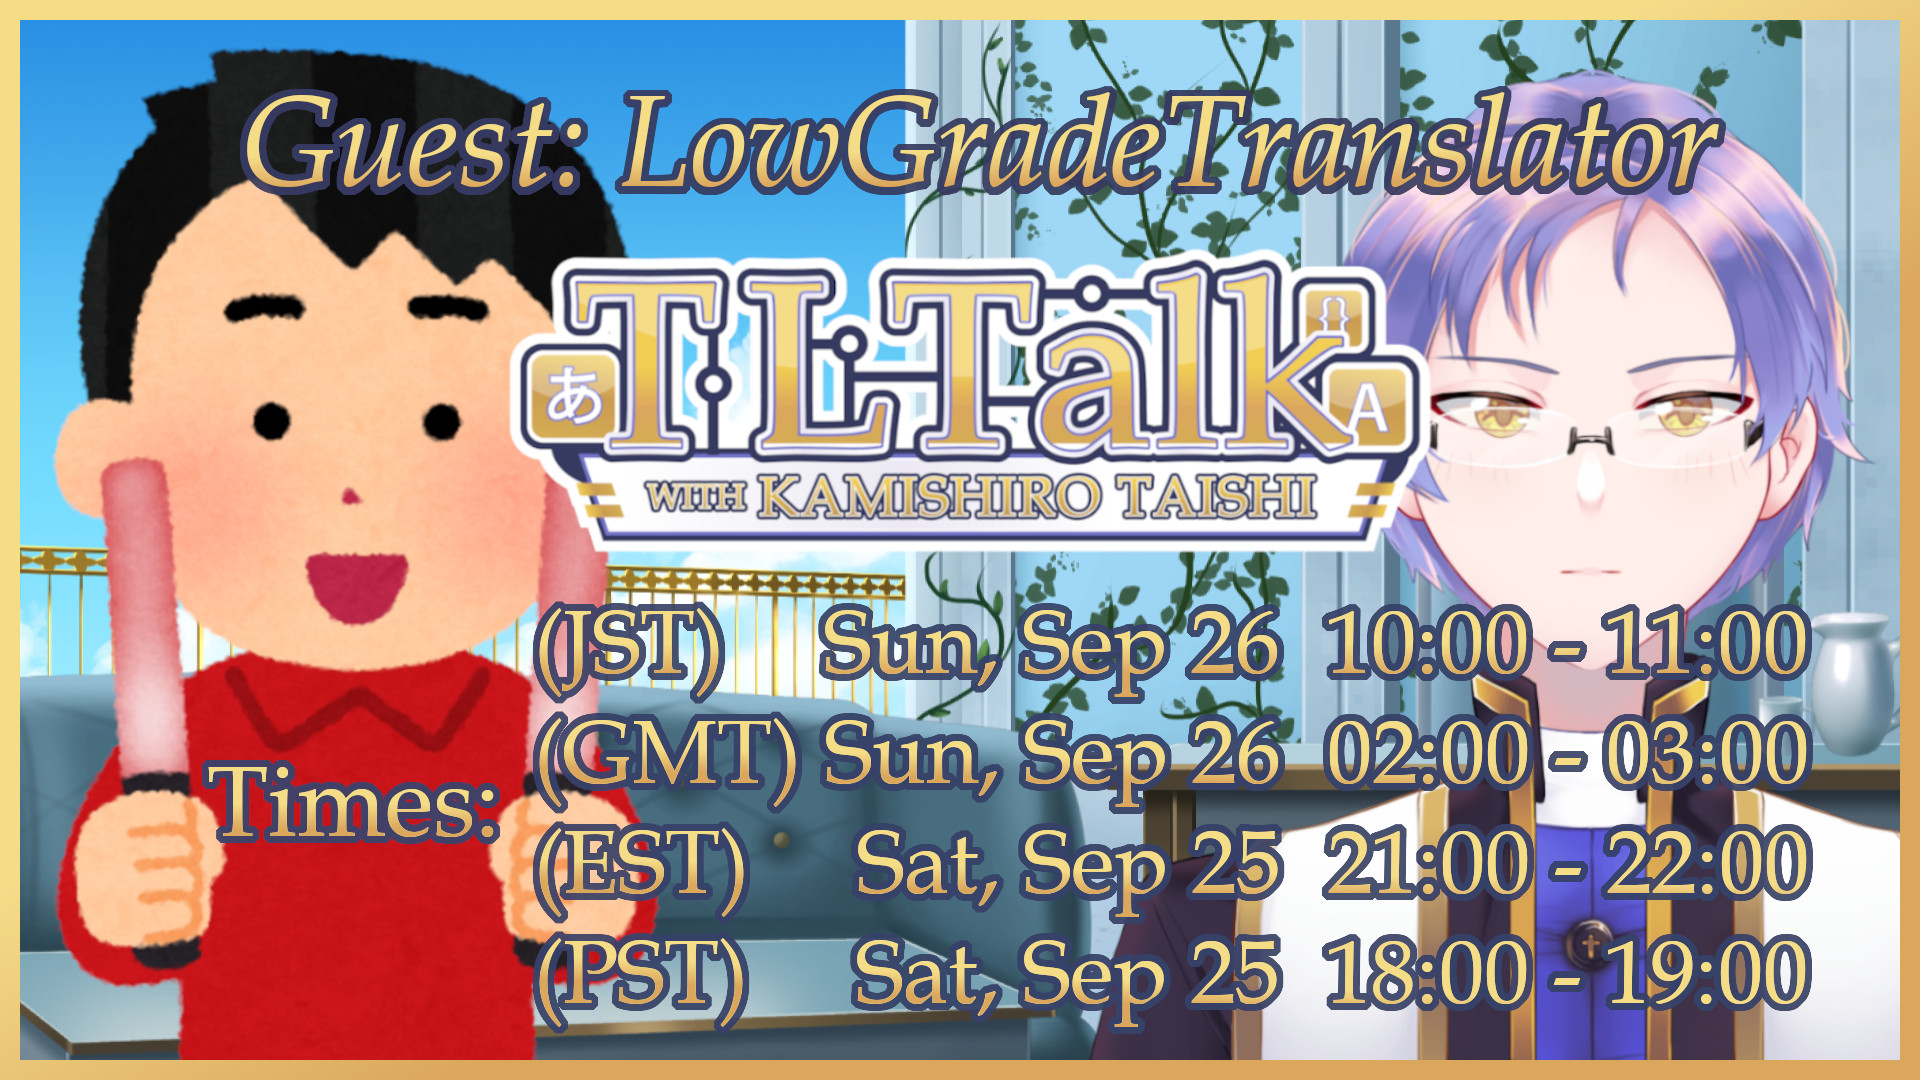 Guest: LowGradeTranslator
あ TLTalk {} A
WITH KAMISHIRO TAISHI
Times:
(JST) Sun, Sep 26 10:00 - 11:00
(GMT) Sun, Sep 26 02:00 - 03:00
(EST) Sat, Sep 25 21:00 - 22:00
(PST) Sat, Sep 25 18:00 - 19:00